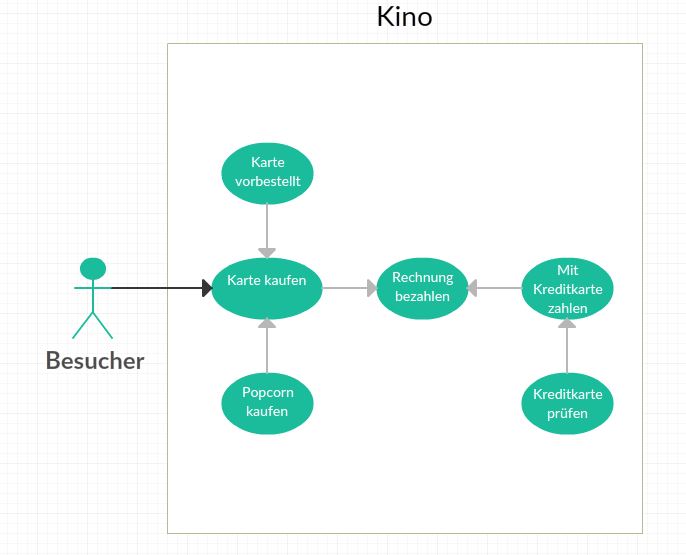 Kino
Karte
vorbestellt
Karte kaufen
Rechnung
bezahlen
Mit
Kreditkarte
zahlen
Besucher
Popcorn
kaufen
Kreditkarte
prüfen